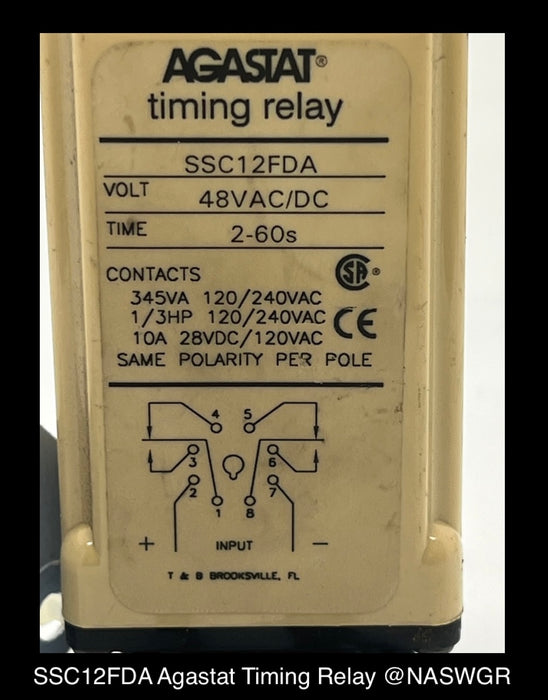 AGASTAT®
timing relay
SSC12FDA
VOLT 48VAC/DC
TIME 2-60s
CONTACTS
SA ®
345VA 120/240VAC
1/3HP 120/240VAC
CE
10A 28VDC/120VAC
SAME POLARITY PER POLE
4 5
3 6
2 7
1 8
+ INPUT −
T & B BROOKSVILLE, FL
SSC12FDA Agastat Timing Relay @NASWGR